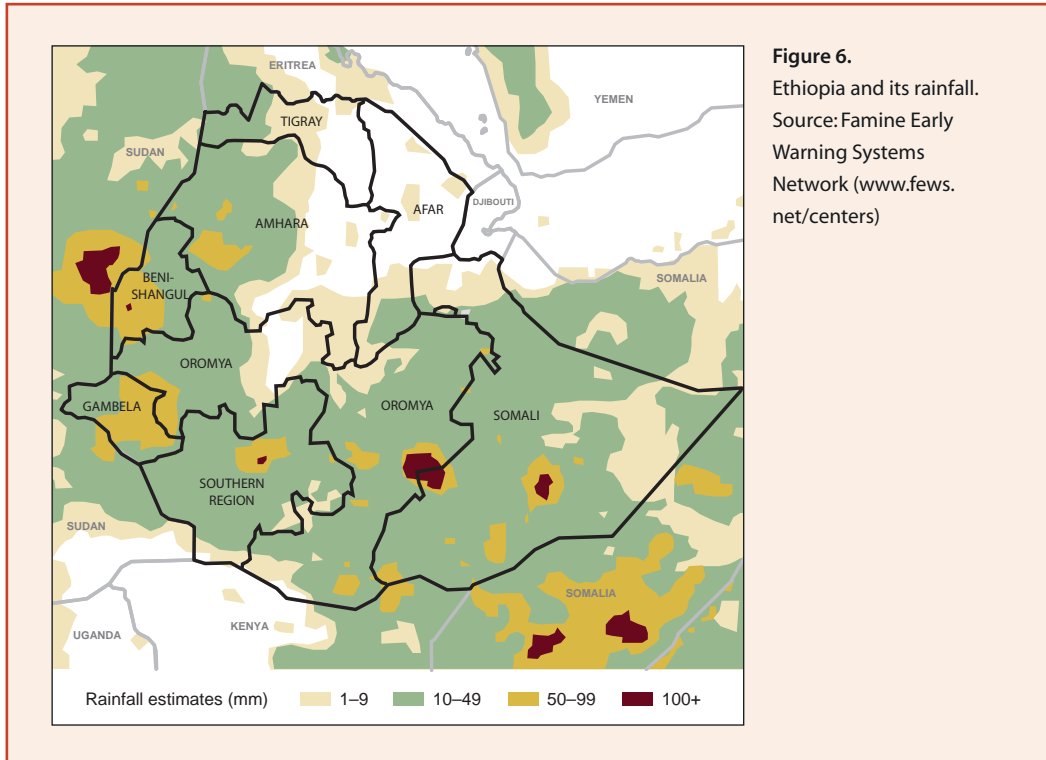 Figure 6.
Ethiopia and its rainfall.
Source: Famine Early
Warning Systems
Network (www.fews.
net/centers)
ERITREA
YEMEN
TIGRAY
SUDAN
AFAR
DJIBOUTI
AMHARA
SOMALIA
BENI-
SHANGUL
OROMYA
GAMBELA
OROMYA
SOMALI
SOUTHERN
REGION
SUDAN
SOMALIA
UGANDA
KENYA
Rainfall estimates (mm) 1–9 10–49 50–99 100+